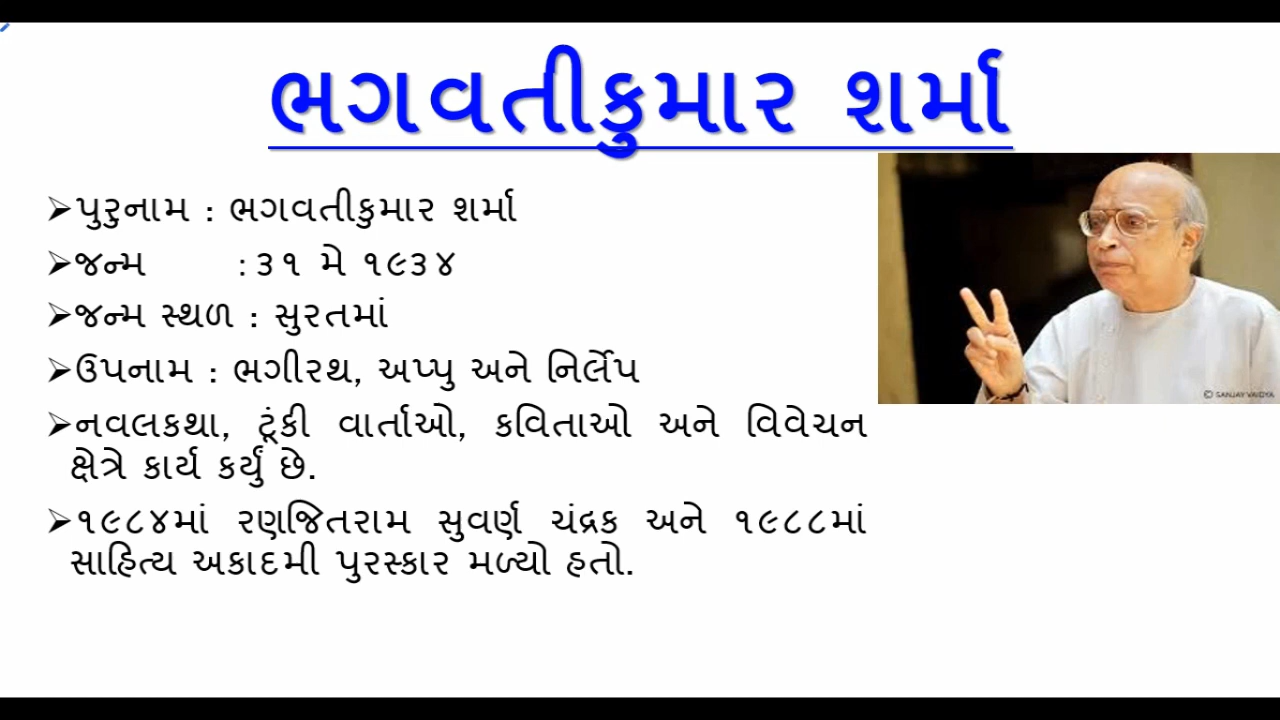 ભગવતીકુમાર શર્મા
➢પુરુનામ : ભગવતીકુમાર શર્મા
➢જન્મ : ૩૧ મે ૧૯૩૪
➢જન્મ સ્થળ : સુરતમાં
➢ઉપનામ : ભગીરથ, અપ્પુ અને નિર્લેપ
➢નવલકથા, ટૂંકી વાર્તાઓ, કવિતાઓ અને વિવેચન
ક્ષેત્રે કાર્ય કર્યું છે.
➢૧૯૮૪માં રણજિતરામ સુવર્ણ ચંદ્રક અને ૧૯૮૮માં
સાહિત્ય અકાદમી પુરસ્કાર મળ્યો હતો.
© SANJAY VAIDYA